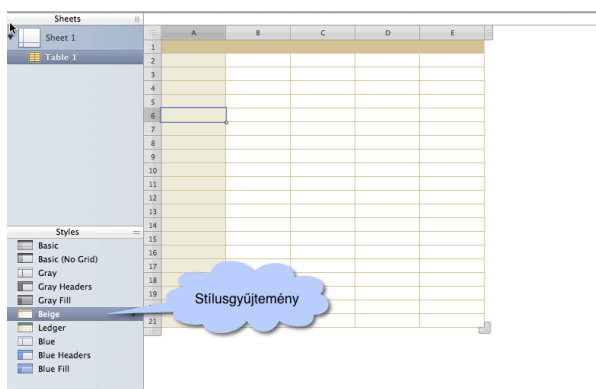 Sheets
Sheet 1
Table 1
A B C D E
1
2
3
4
5
6
7
8
9
10
11
12
13
14
15
16
17
18
19
21
Styles
Basic
Basic (No Grid)
Gray
Gray Headers
Gray Fill
Beige
Ledger
Blue
Blue Headers
Blue Fill
Stílusgyűjtemény